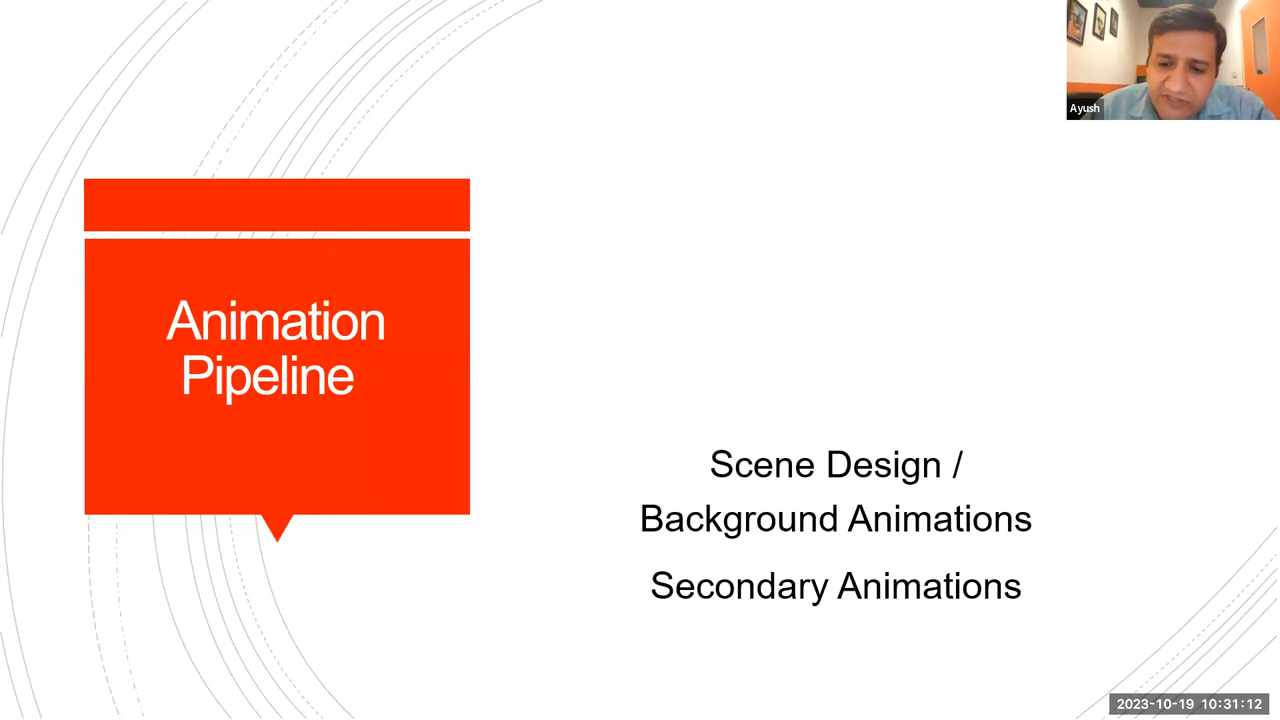 Ayush
Animation
Pipeline
Scene Design /
Background Animations
Secondary Animations
2023-10-19 10:31:12